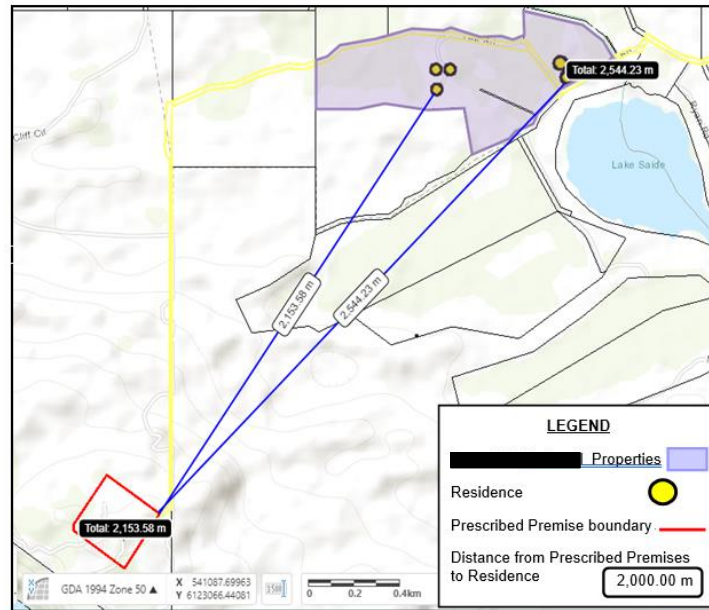 Total: 2,544.23 m
Cliff Cir
Lake Saide
2,153.58 m
2,544.23 m
Total: 2,153.58 m
LEGEND
Properties
Residence
Prescribed Premise boundary
Distance from Prescribed Premises
to Residence
2,000.00 m
GDA 1994 Zone 50 ▲
X 541087.69963
Y 6123066.44081
0 0.2 0.4km